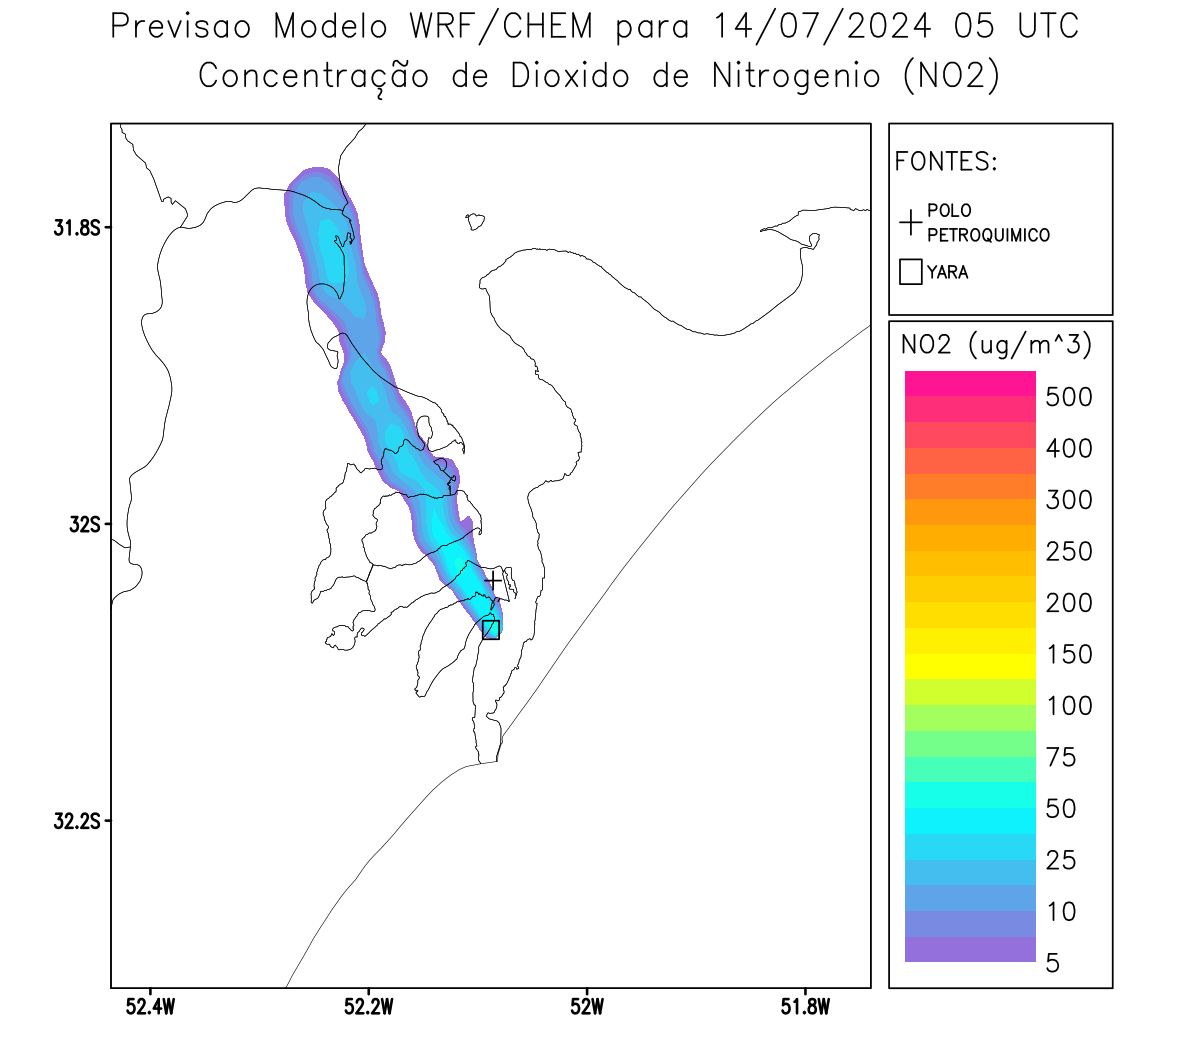 Previsao Modelo WRF/CHEM para 14/07/2024 05 UTC
Concentração de Dioxido de Nitrogenio (NO2)
FONTES:
POLO
PETROQUIMICO
YARA
31.8S
32S
32.2S
52.4W
52.2W
52W
51.8W
NO2 (ug/m^3)
500
400
300
250
200
150
100
75
50
25
10
5